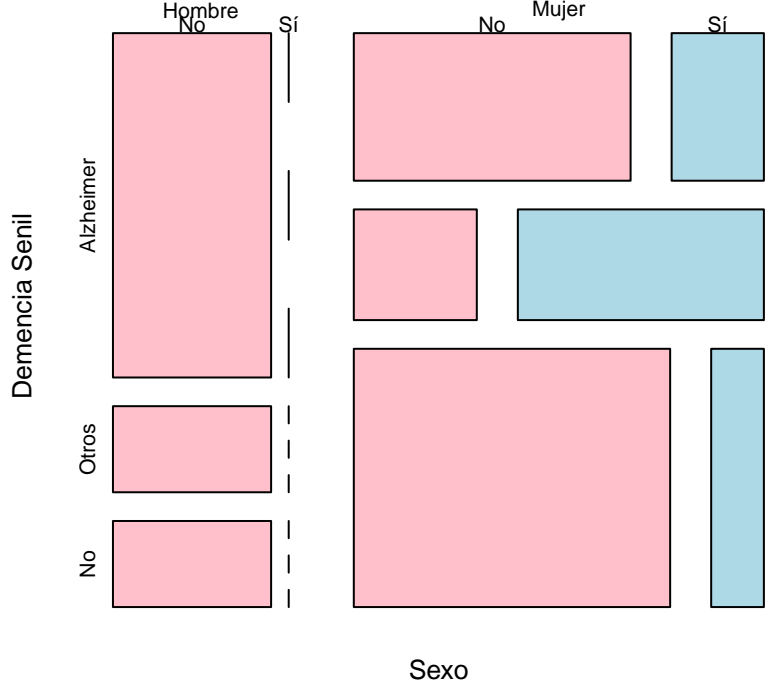 Hombre
Mujer
No
Sí
No
Sí
Alzheimer
Otros
No
Demencia Senil
Sexo